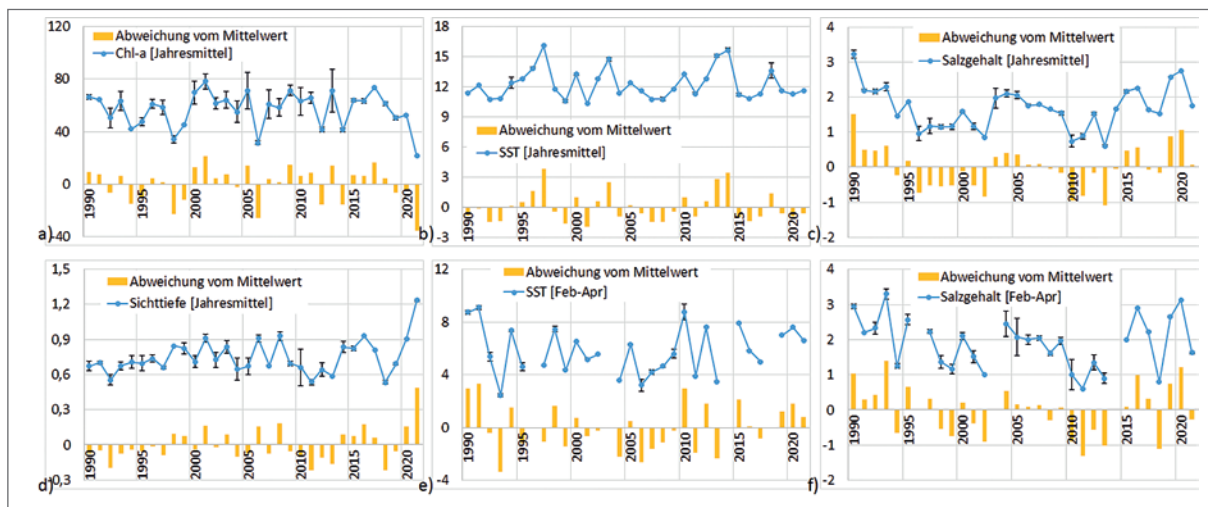 120
80
40
0
-40
Abweichung vom Mittelwert
Chl-a [Jahresmittel]
1990 1995 2000 2005 2010 2015 2020
a)
18
15
12
9
6
3
0
-3
Abweichung vom Mittelwert
SST [Jahresmittel]
1990 1995 2000 2005 2010 2015 2020
b)
4
3
2
1
0
-1
-2
Abweichung vom Mittelwert
Salzgehalt [Jahresmittel]
1990 1995 2000 2005 2010 2015 2020
c)
1,5
1,2
0,9
0,6
0,3
0
-0,3
Abweichung vom Mittelwert
Sichttiefe [Jahresmittel]
1990 1995 2000 2005 2010 2015 2020
d)
12
8
4
0
-4
Abweichung vom Mittelwert
SST [Feb-Apr]
1990 1995 2000 2005 2010 2015 2020
e)
4
3
2
1
0
-1
-2
Abweichung vom Mittelwert
Salzgehalt [Feb-Apr]
1990 1995 2000 2005 2010 2015 2020
f)